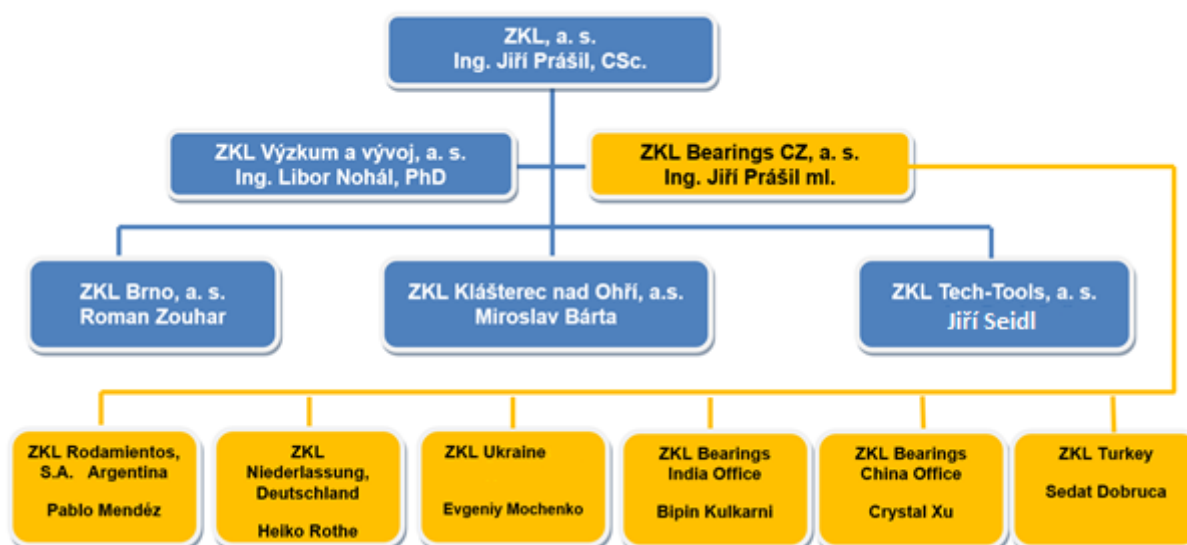 ZKL, a. s.
Ing. Jiří Prášil, CSc.
ZKL Výzkum a vývoj, a. s.
Ing. Libor Nohál, PhD
ZKL Bearings CZ, a. s.
Ing. Jiří Prášil ml.
ZKL Brno, a. s.
Roman Zouhar
ZKL Klášterec nad Ohří, a.s.
Miroslav Bárta
ZKL Tech-Tools, a. s.
Jiří Seidl
ZKL Rodamientos,
S.A. Argentina
Pablo Mendéz
ZKL
Niederlassung,
Deutschland
Heiko Rothe
ZKL Ukraine
Evgeniy Mochenko
ZKL Bearings
India Office
Bipin Kulkarni
ZKL Bearings
China Office
Crystal Xu
ZKL Turkey
Sedat Dobruca